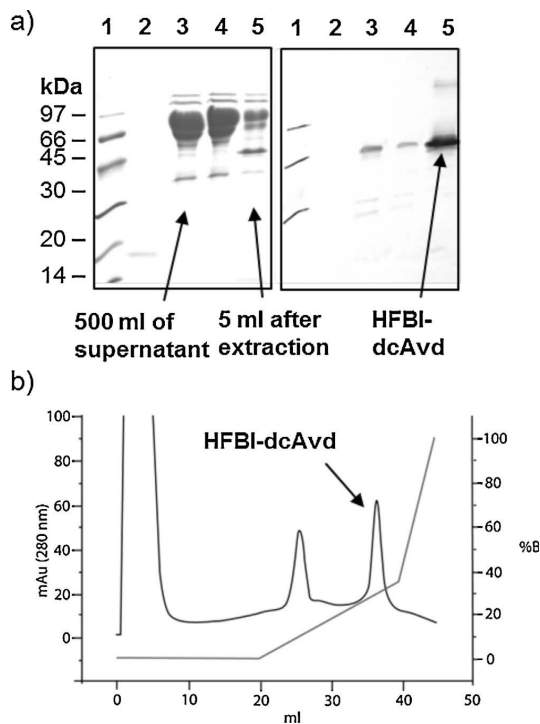 a)
1 2 3 4 5 1 2 3 4 5
kDa
97 –
66 –
45 –
30 –
20 –
14 –
500 ml of supernatant
5 ml after extraction
HFBI-dcAvd
b)
HFBI-dcAvd
100
80
60
40
20
0
mAu (280 nm)
100
80
60
40
20
0
%B
0 10 20 30 40 50
ml